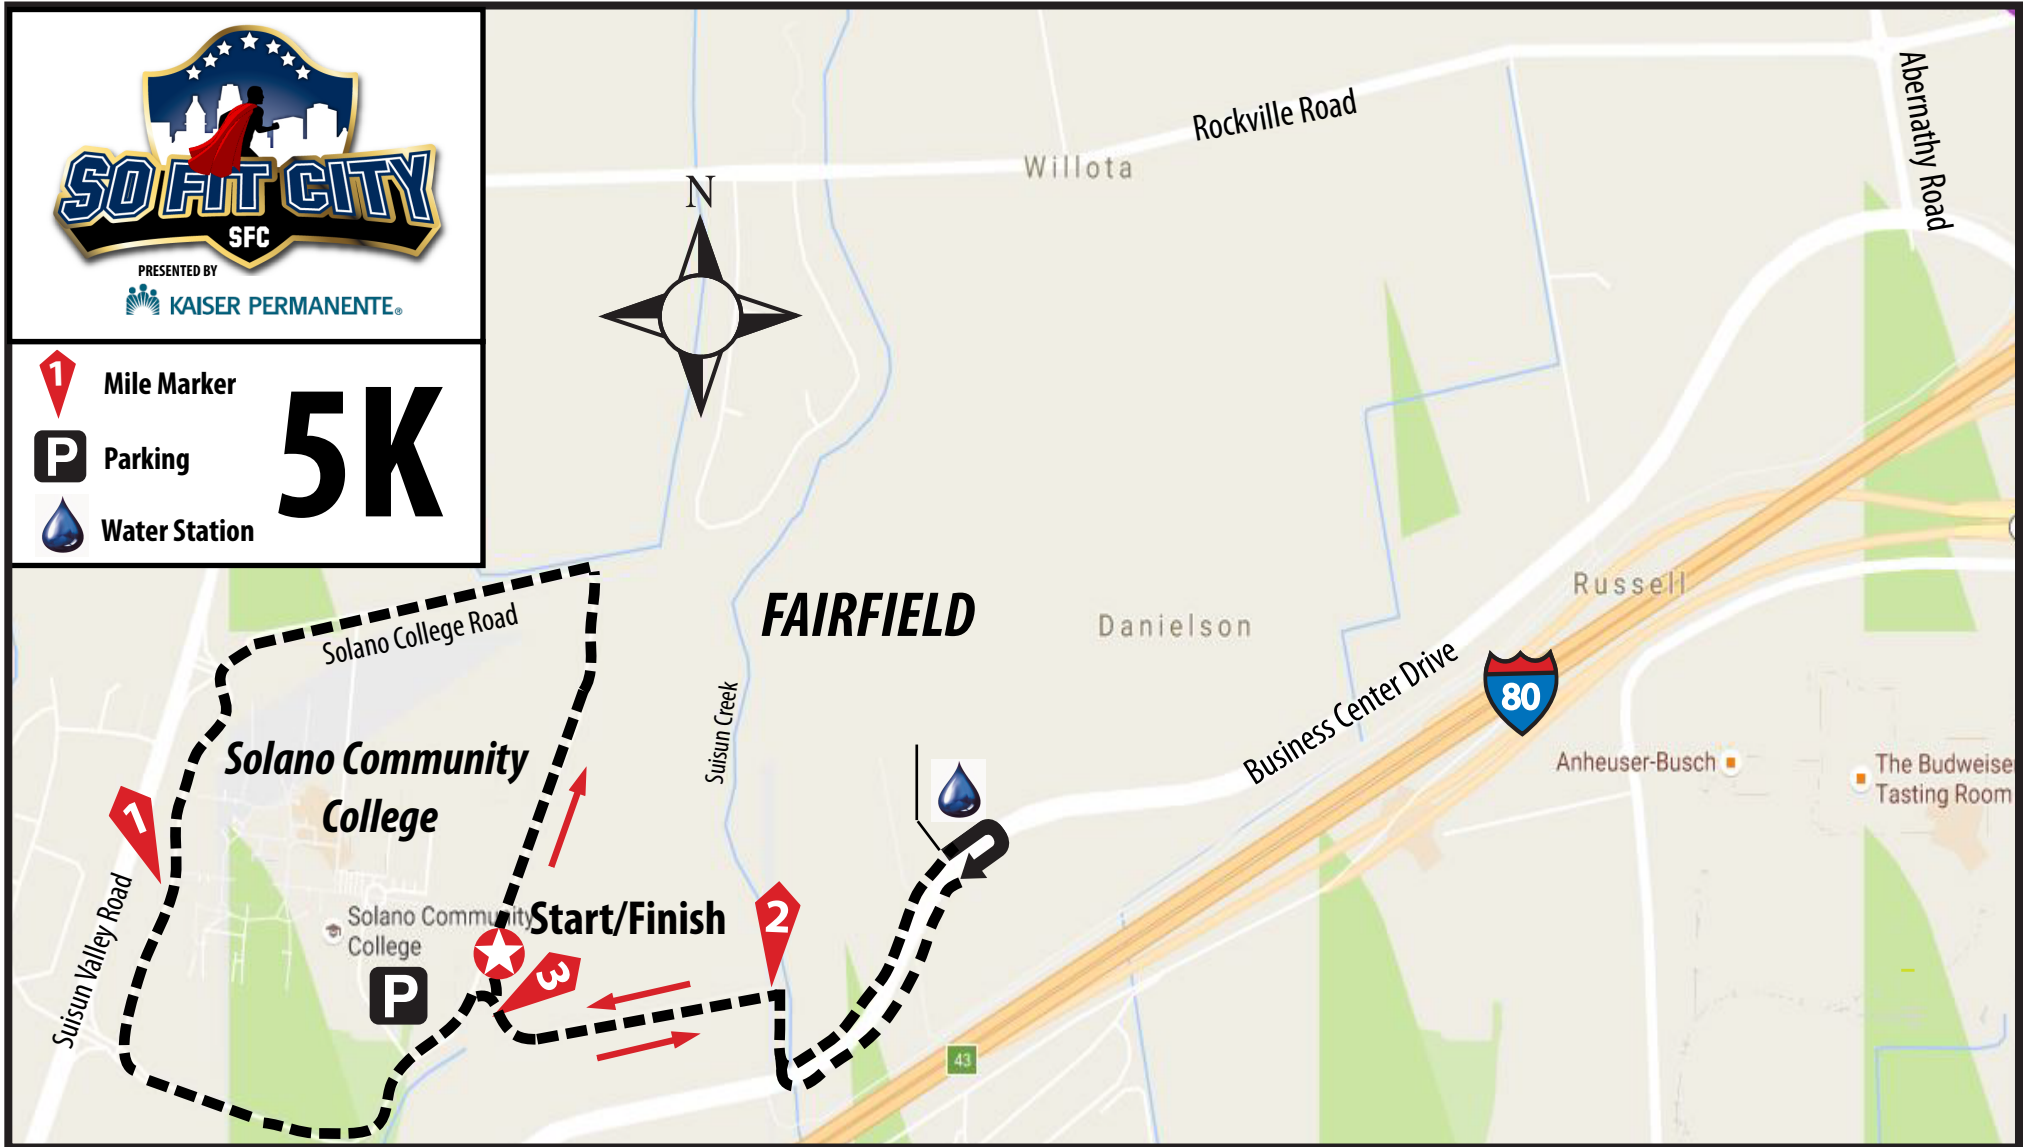 SO FIT CITY
SFC
PRESENTED BY
KAISER PERMANENTE®
1
Mile Marker
P
Parking
Water Station
5K
N
Rockville Road
Willota
Abernathy Road
FAIRFIELD
Danielson
Russell
Solano College Road
Suisun Creek
Business Center Drive
80
Anheuser-Busch
The Budweise
Tasting Room
Solano Community
College
1
Suisun Valley Road
Solano Community
College
Start/Finish
2
3
P
43